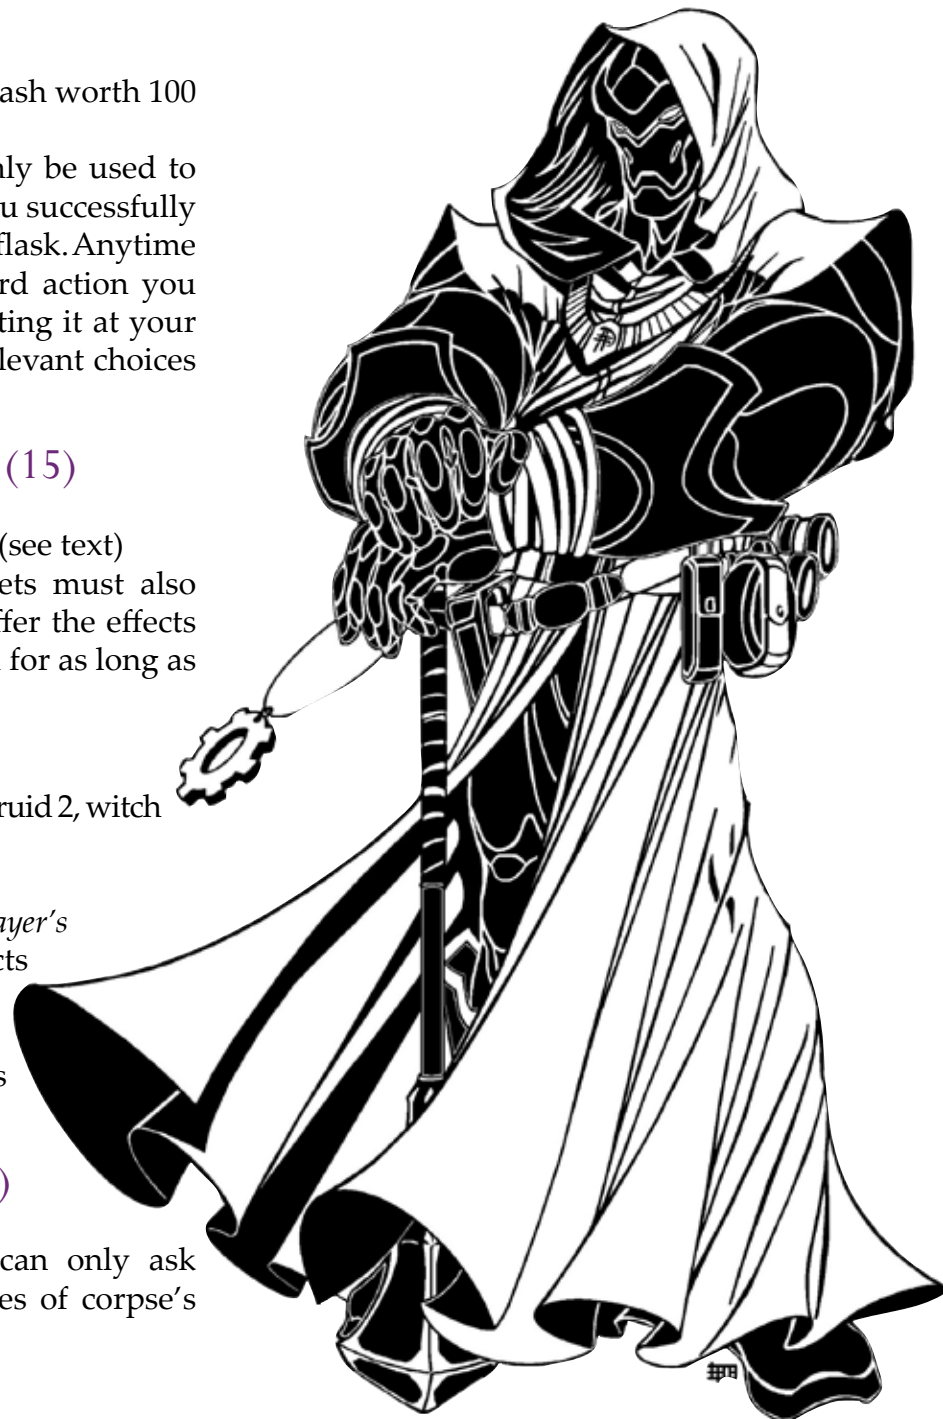 ash worth 100
nly be used to
u successfully
flask. Anytime
rd action you
ting it at your
levant choices
(15)
(see text)
ets must also
ffer the effects
for as long as
ruid 2, witch
ayer's
cts
s
)
can only ask
es of corpse's